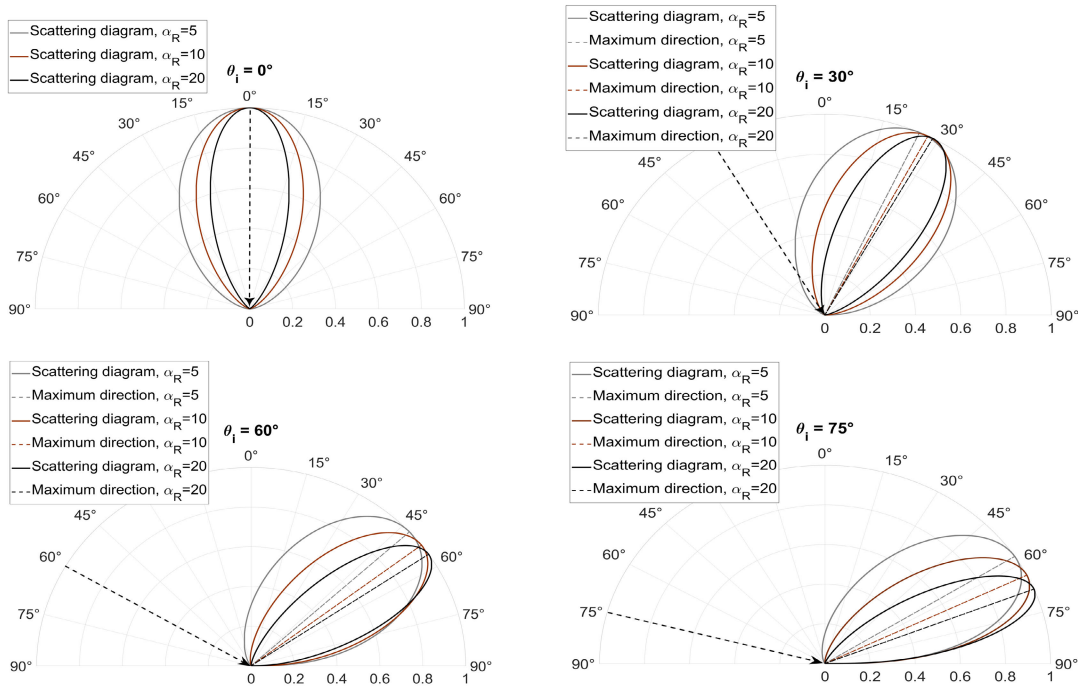 Scattering diagram, αR=5
Scattering diagram, αR=10
Scattering diagram, αR=20
θi = 0°
0°
15°
15°
30°
30°
45°
45°
60°
60°
75°
75°
90°
90°
0 0.2 0.4 0.6 0.8 1
Scattering diagram, αR=5
Maximum direction, αR=5
Scattering diagram, αR=10
Maximum direction, αR=10
Scattering diagram, αR=20
Maximum direction, αR=20
θi = 30°
0°
15°
30°
45°
45°
60°
60°
75°
75°
90°
90°
0 0.2 0.4 0.6 0.8 1
Scattering diagram, αR=5
Maximum direction, αR=5
Scattering diagram, αR=10
Maximum direction, αR=10
Scattering diagram, αR=20
Maximum direction, αR=20
θi = 60°
0°
15°
30°
45°
45°
60°
60°
75°
75°
90°
90°
0 0.2 0.4 0.6 0.8 1
Scattering diagram, αR=5
Maximum direction, αR=5
Scattering diagram, αR=10
Maximum direction, αR=10
Scattering diagram, αR=20
Maximum direction, αR=20
θi = 75°
0°
15°
30°
45°
45°
60°
60°
75°
75°
90°
90°
0 0.2 0.4 0.6 0.8 1